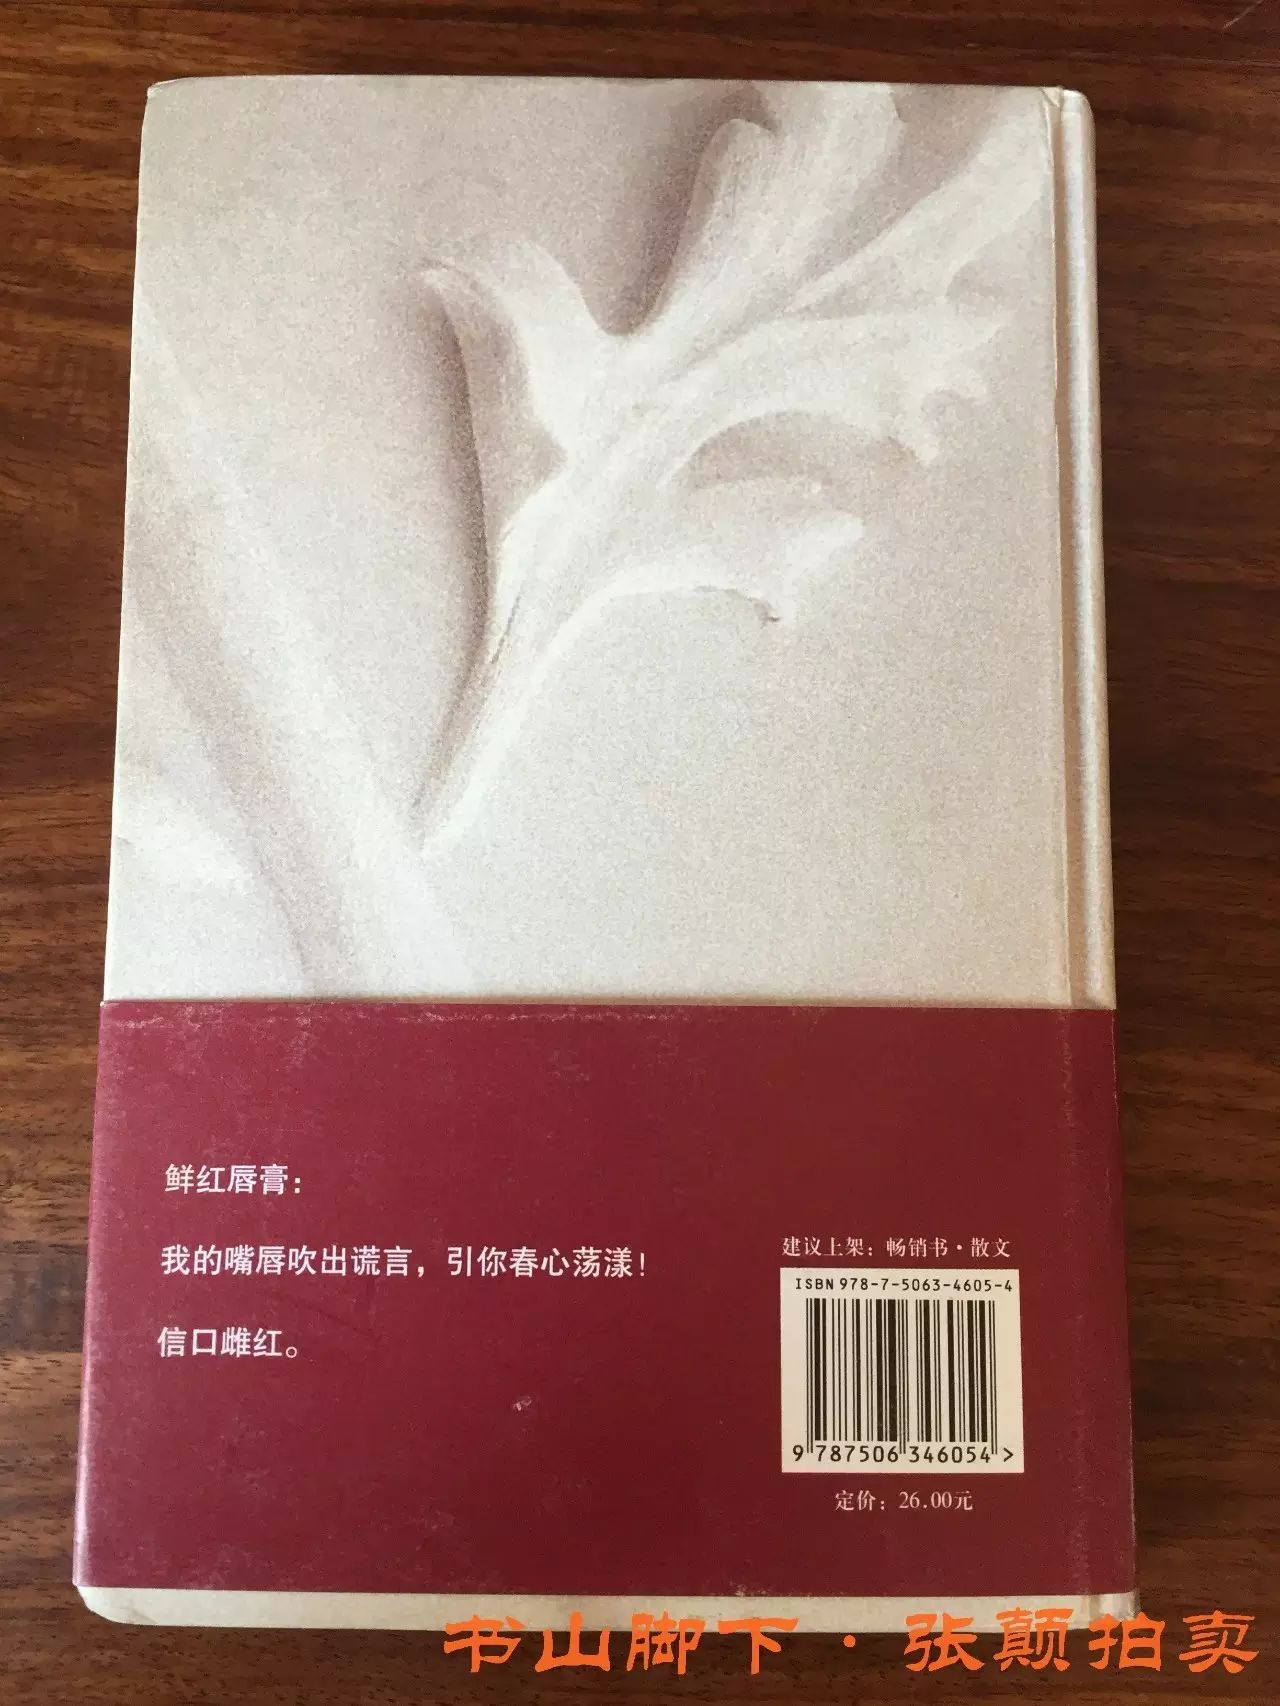 鲜红唇膏：
我的嘴唇吹出谎言，引你春心荡漾！
信口雌红。
建议上架：畅销书·散文
ISBN 978-7-5063-4605-4
9 787506 346054 >
定价：26.00元
书山脚下·张颠拍卖